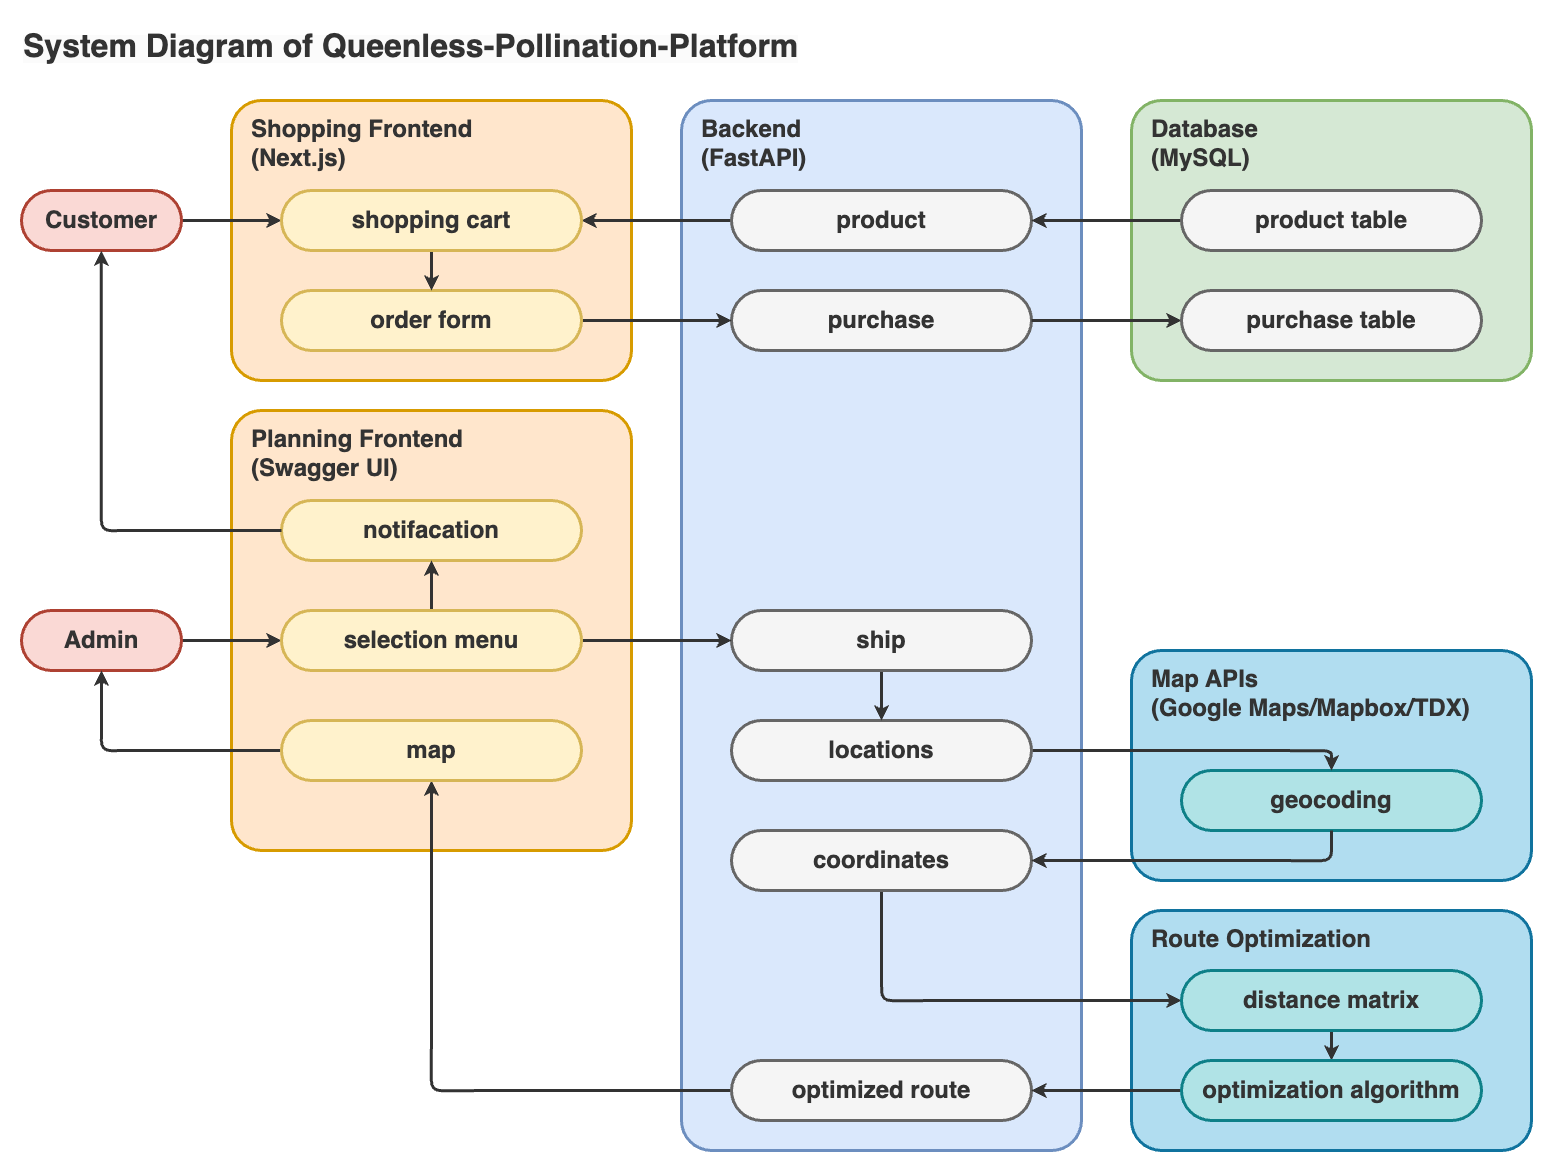 System Diagram of Queenless-Pollination-Platform
Shopping Frontend
(Next.js)
Backend
(FastAPI)
Database
(MySQL)
Customer
shopping cart
product
product table
order form
purchase
purchase table
Planning Frontend
(Swagger UI)
notifacation
Admin
selection menu
ship
Map APIs
(Google Maps/Mapbox/TDX)
map
locations
geocoding
coordinates
Route Optimization
distance matrix
optimized route
optimization algorithm